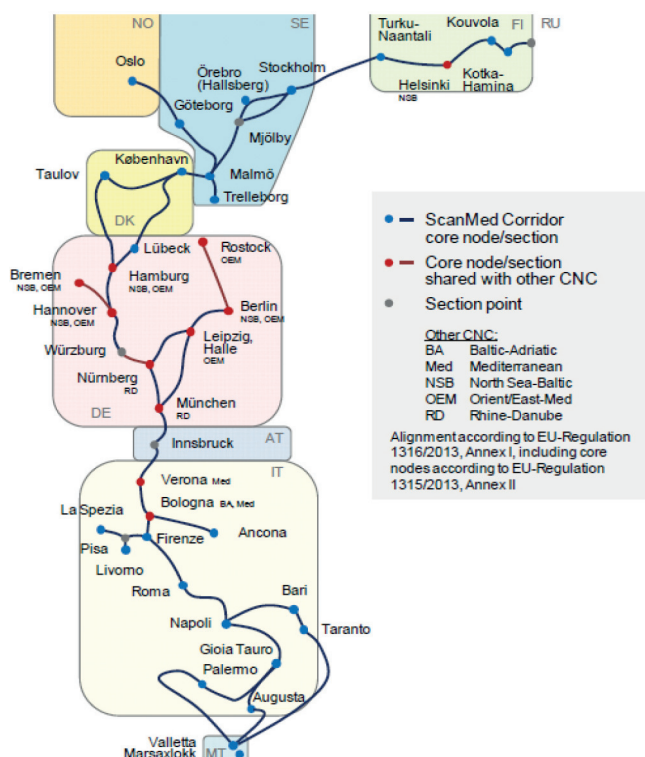 NO
SE
FI
RU
Oslo
Örebro
(Hallsberg)
Stockholm
Turku-
Naantali
Kouvola
Helsinki
NSB
Kotka-
Hamina
Göteborg
Mjölby
Taulov
København
Malmö
Trelleborg
DK
Lübeck
Rostock
OEM
Bremen
NSB, OEM
Hamburg
NSB, OEM
Hannover
NSB, OEM
Berlin
NSB, OEM
Würzburg
Leipzig,
Halle
OEM
Nürnberg
RD
München
RD
DE
Innsbruck
AT
IT
Verona Med
Bologna BA, Med
La Spezia
Pisa
Firenze
Ancona
Livorno
Roma
Bari
Napoli
Taranto
Gioia Tauro
Palermo
Augusta
Valletta
Marsaxlokk
MT
ScanMed Corridor
core node/section
Core node/section
shared with other CNC
Section point
Other CNC:
BA Baltic-Adriatic
Med Mediterranean
NSB North Sea-Baltic
OEM Orient/East-Med
RD Rhine-Danube
Alignment according to EU-Regulation
1316/2013, Annex I, including core
nodes according to EU-Regulation
1315/2013, Annex II